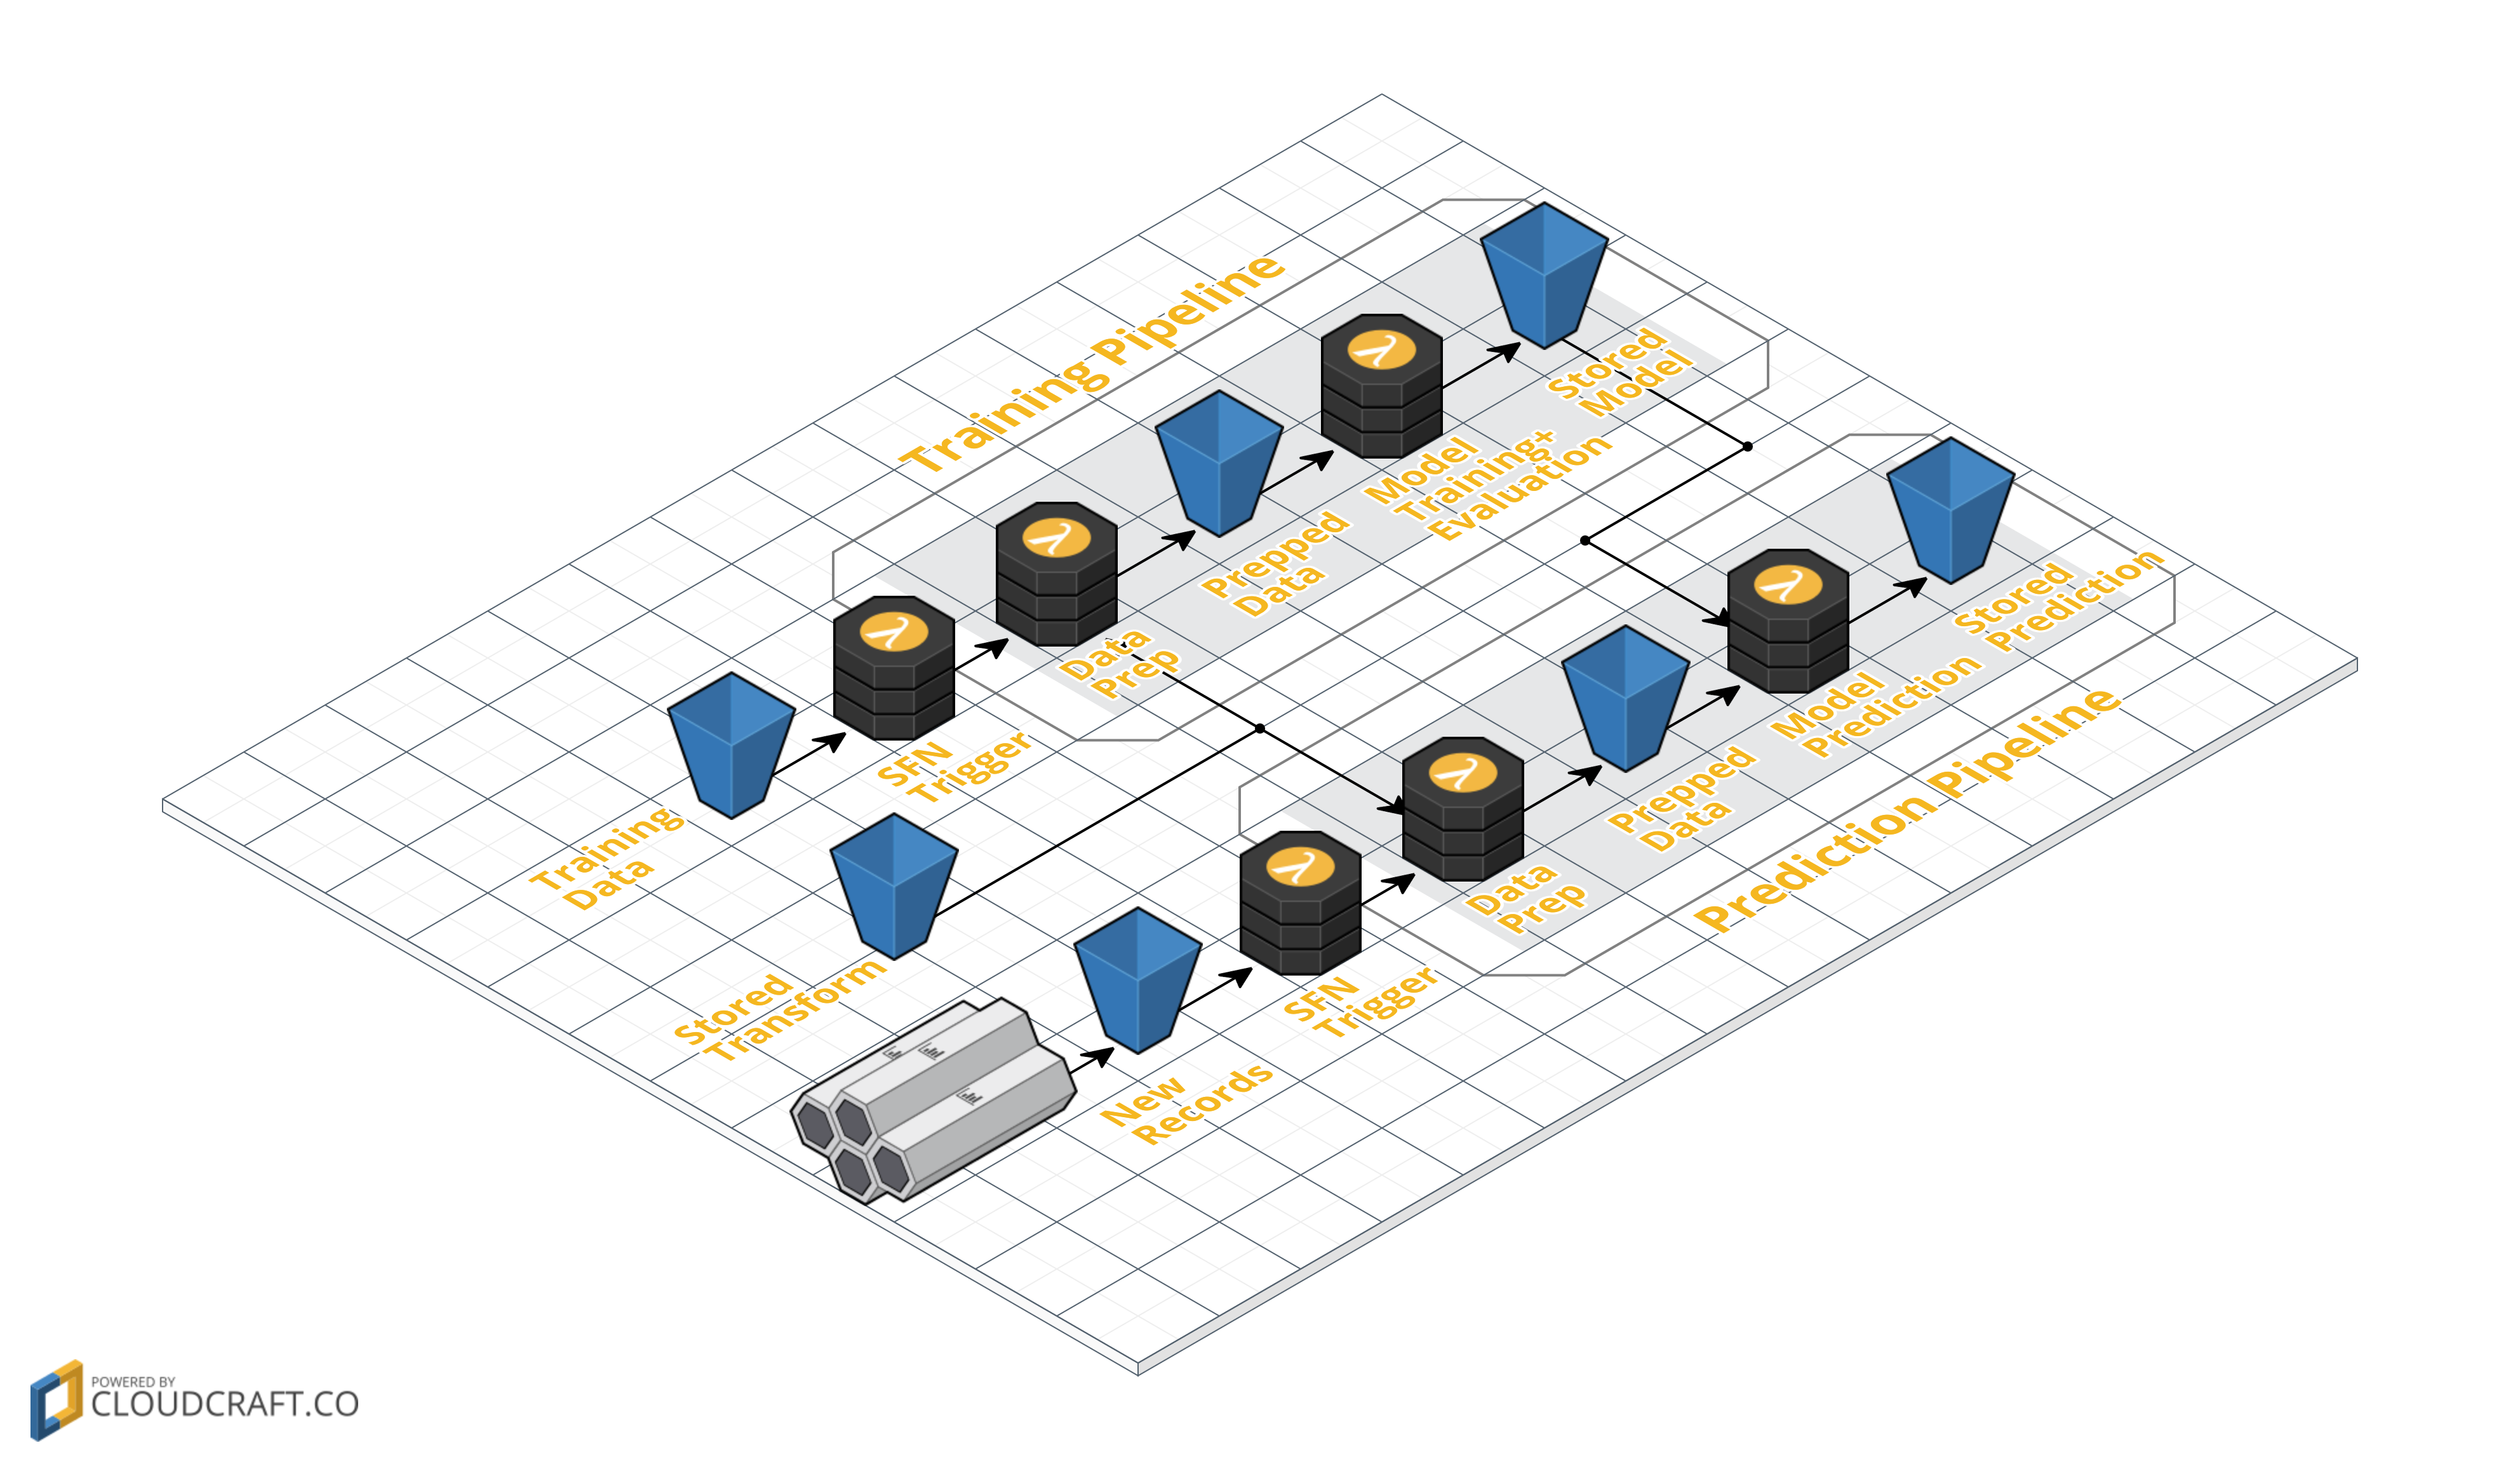 Training Pipeline
Stored
Model
Model
Training+
Evaluation
Prepped
Data
Data
Prep
SFN
Trigger
Training
Data
Stored
Transform
Stored
Prediction
Model
Prediction
Prepped
Data
Data
Prep
SFN
Trigger
New
Records
Prediction Pipeline
POWERED BY
CLOUDCRAFT.CO